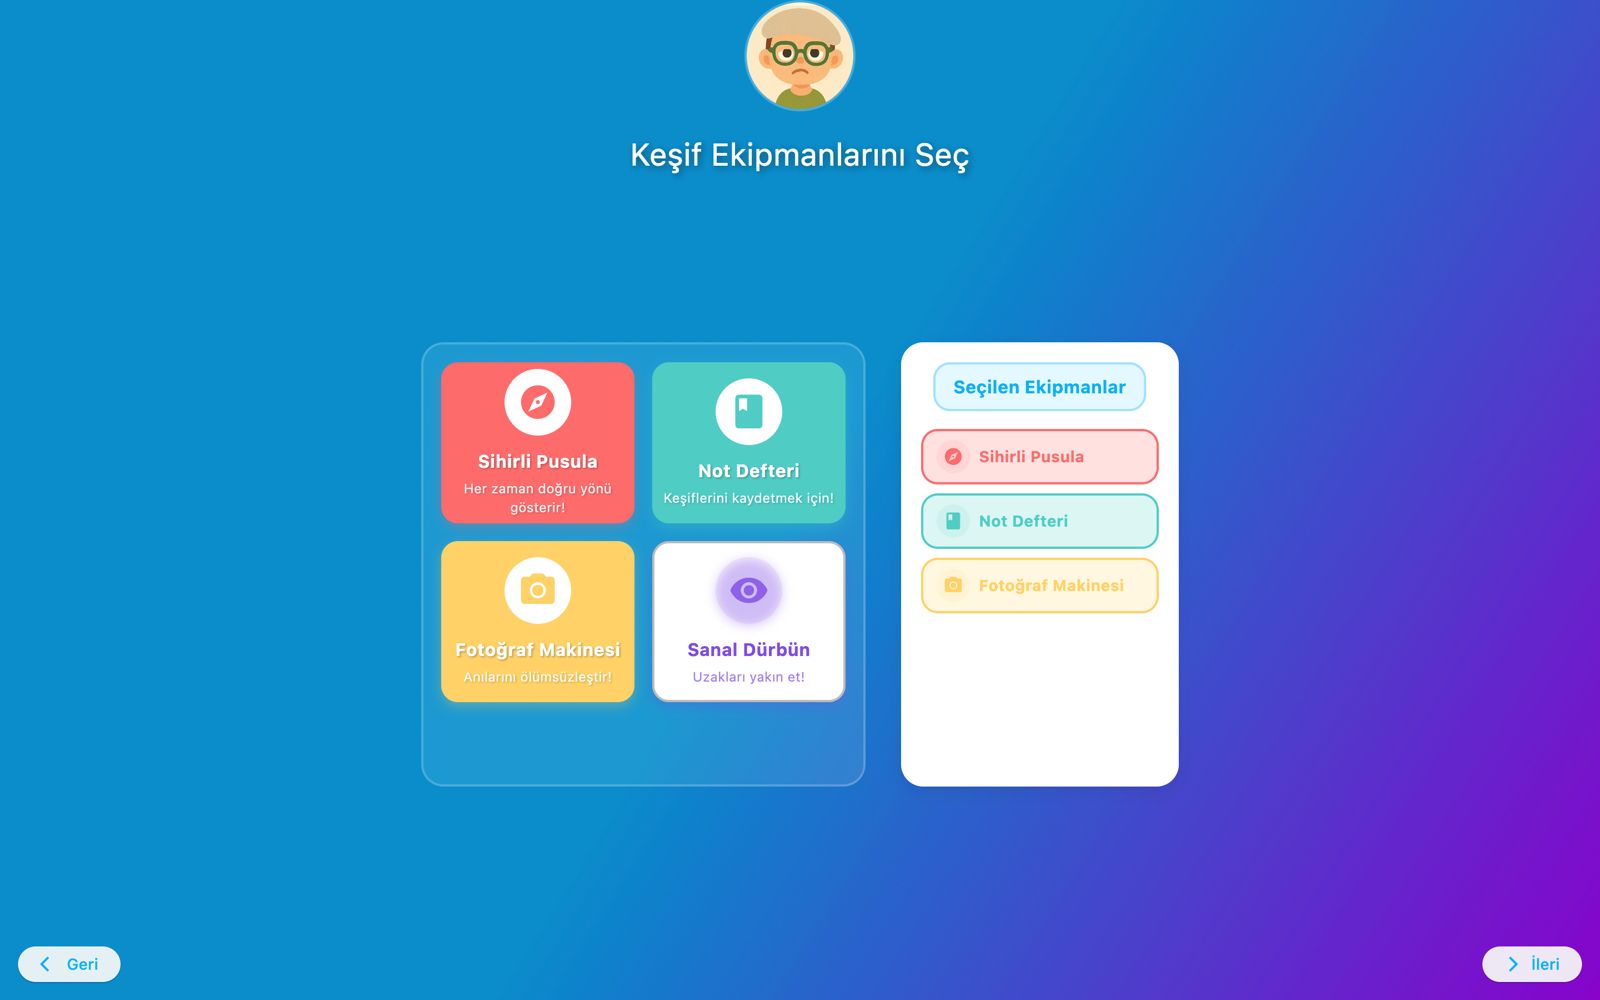 Keşif Ekipmanlarını Seç
Sihirli Pusula
Her zaman doğru yönü
gösterir!
Not Defteri
Keşiflerini kaydetmek için!
Fotoğraf Makinesi
Anılarını ölümsüzleştir!
Sanal Dürbün
Uzakları yakın et!
Seçilen Ekipmanlar
Sihirli Pusula
Not Defteri
Fotoğraf Makinesi
Geri
İleri